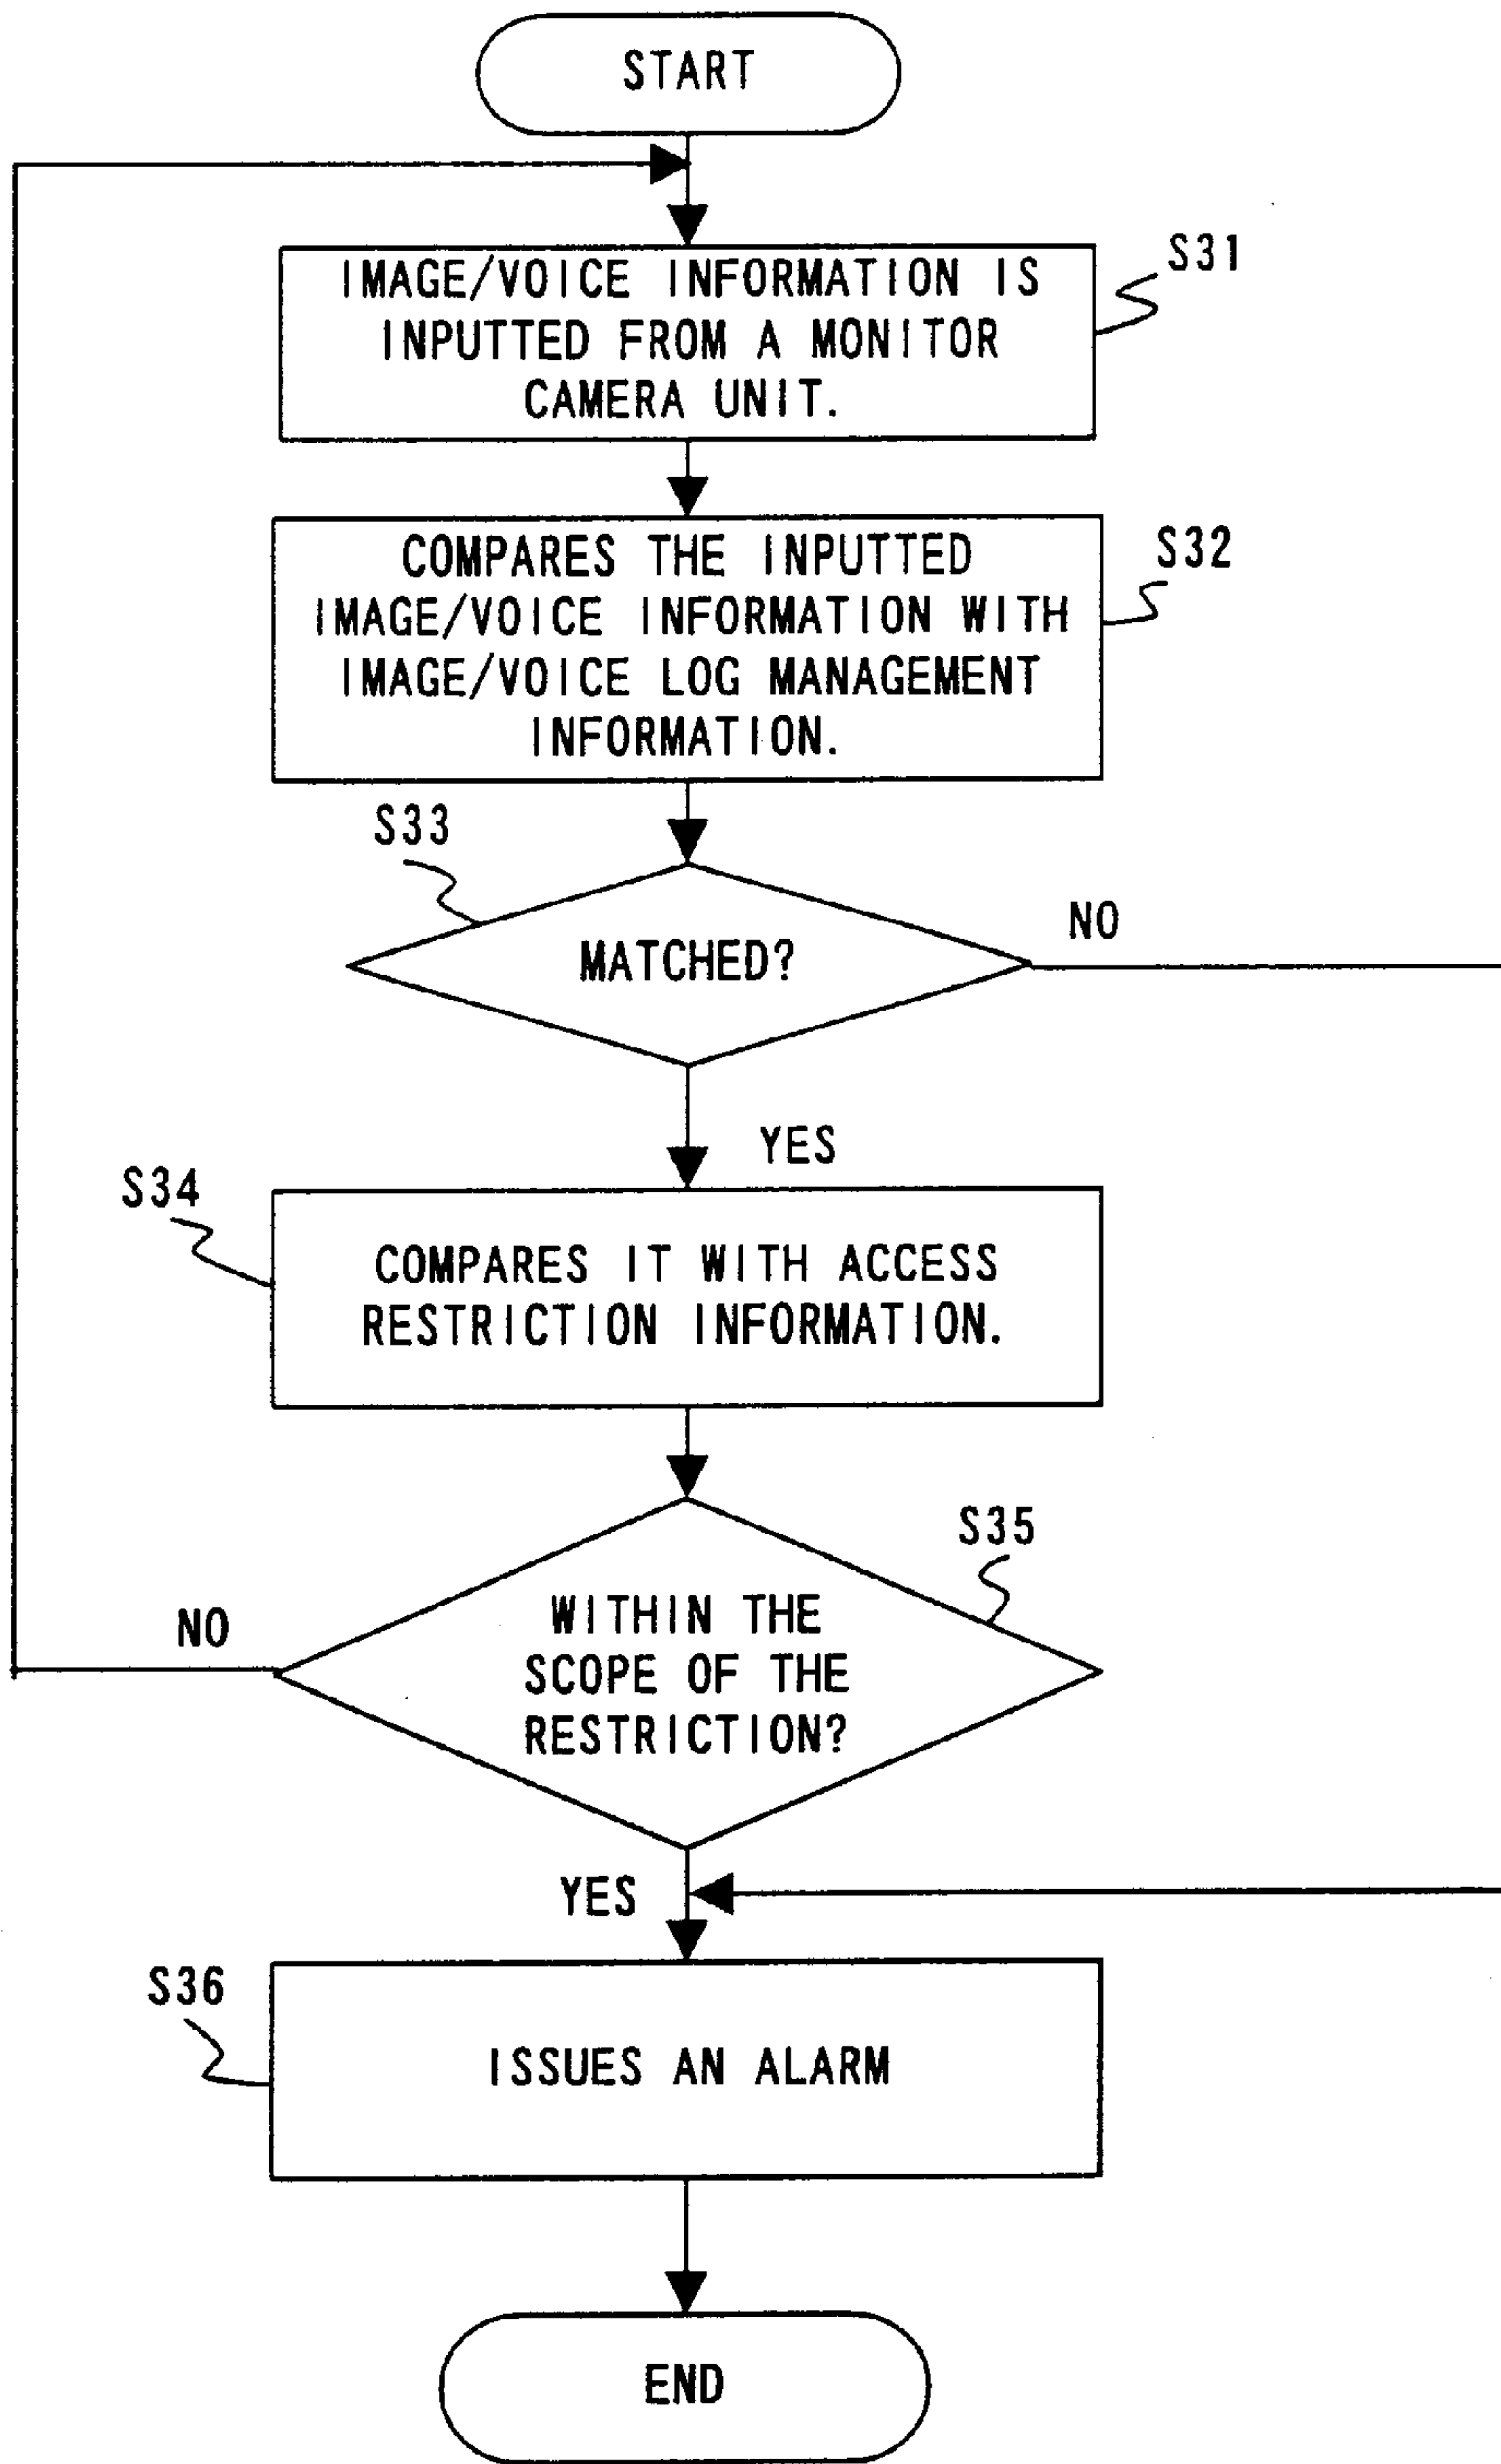 START
S31
IMAGE/VOICE INFORMATION IS
INPUTTED FROM A MONITOR
CAMERA UNIT.
S32
COMPARES THE INPUTTED
IMAGE/VOICE INFORMATION WITH
IMAGE/VOICE LOG MANAGEMENT
INFORMATION.
S33
MATCHED?
NO
YES
S34
COMPARES IT WITH ACCESS
RESTRICTION INFORMATION.
S35
WITHIN THE
SCOPE OF THE
RESTRICTION?
NO
YES
S36
ISSUES AN ALARM
END